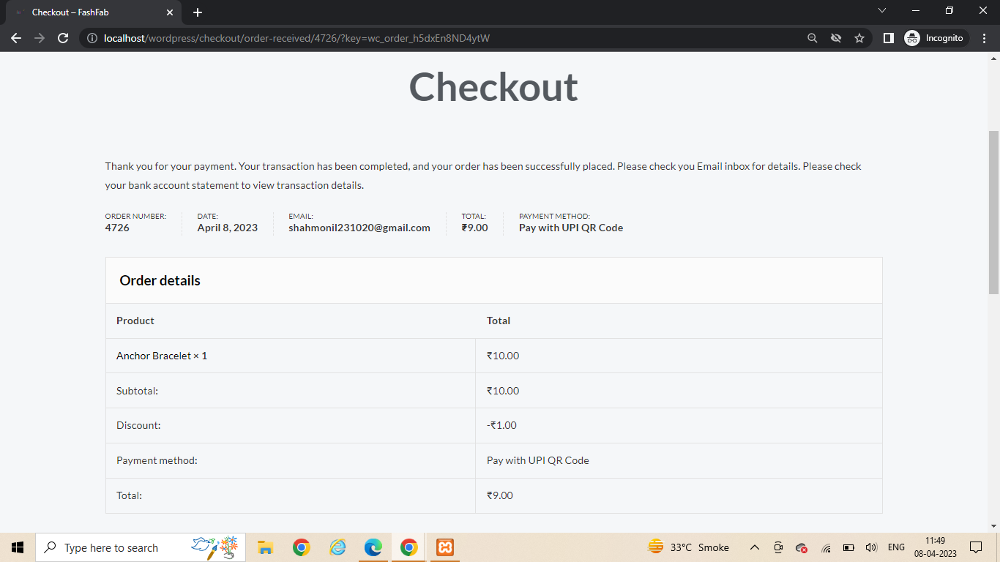 Checkout – FashFab
localhost/wordpress/checkout/order-received/4726/?key=wc_order_h5dxEn8ND4ytW
Incognito
Checkout
Thank you for your payment. Your transaction has been completed, and your order has been successfully placed. Please check you Email inbox for details. Please check
your bank account statement to view transaction details.
ORDER NUMBER: DATE: EMAIL: TOTAL: PAYMENT METHOD:
4726 April 8, 2023 shahmonil231020@gmail.com ₹9.00 Pay with UPI QR Code
Order details
Product Total
Anchor Bracelet × 1 ₹10.00
Subtotal: ₹10.00
Discount: -₹1.00
Payment method: Pay with UPI QR Code
Total: ₹9.00
Type here to search
33°C Smoke
ENG
11:49
08-04-2023